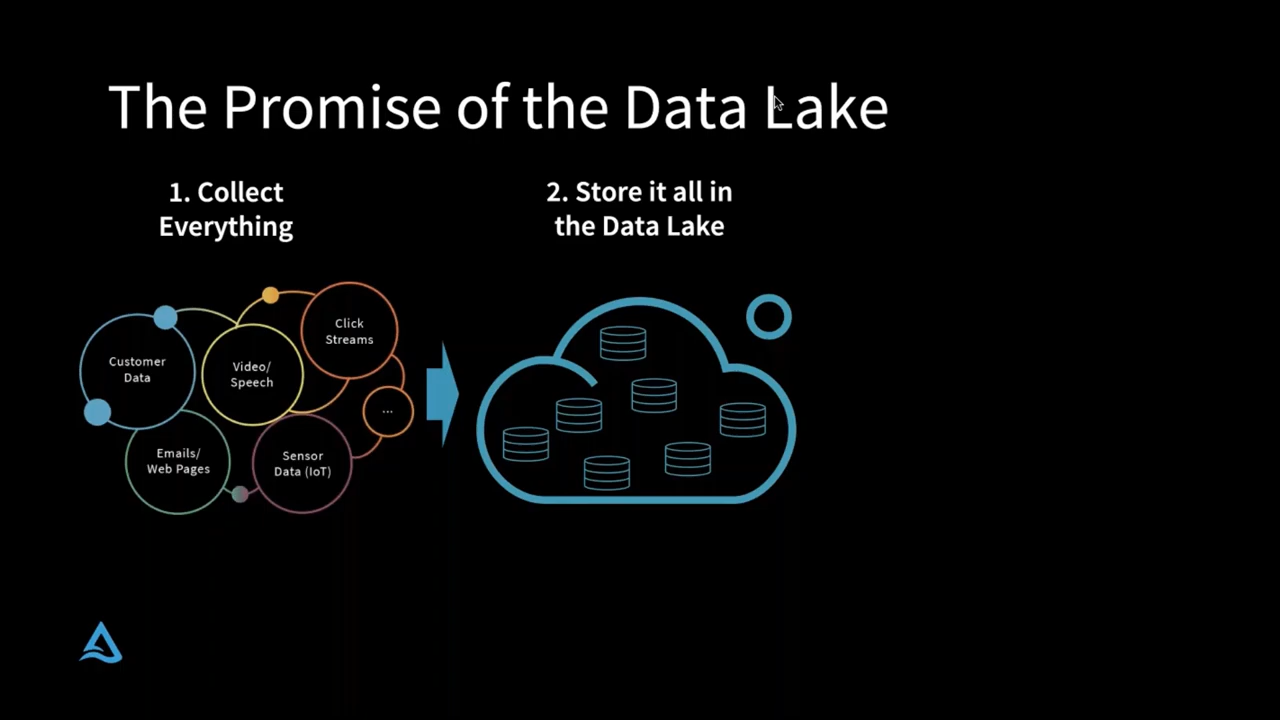 The Promise of the Data Lake
1. Collect
Everything
2. Store it all in
the Data Lake
Click
Streams
Customer
Data
Video/
Speech
...
Emails/
Web Pages
Sensor
Data (IoT)